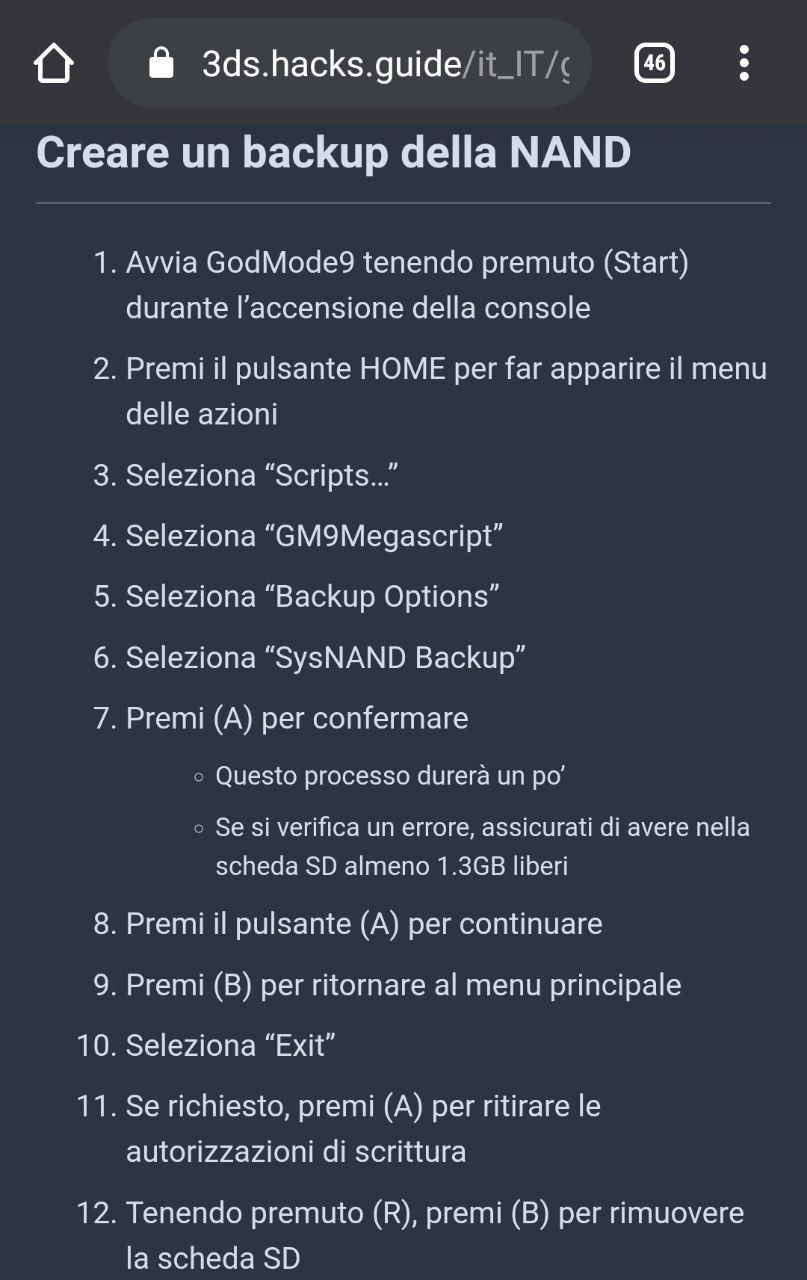 3ds.hacks.guide/it_IT/g
46
Creare un backup della NAND
1. Avvia GodMode9 tenendo premuto (Start)
durante l’accensione della console
2. Premi il pulsante HOME per far apparire il menu
delle azioni
3. Seleziona “Scripts…”
4. Seleziona “GM9Megascript”
5. Seleziona “Backup Options”
6. Seleziona “SysNAND Backup”
7. Premi (A) per confermare
◦ Questo processo durerà un po’
◦ Se si verifica un errore, assicurati di avere nella
scheda SD almeno 1.3GB liberi
8. Premi il pulsante (A) per continuare
9. Premi (B) per ritornare al menu principale
10. Seleziona “Exit”
11. Se richiesto, premi (A) per ritirare le
autorizzazioni di scrittura
12. Tenendo premuto (R), premi (B) per rimuovere
la scheda SD